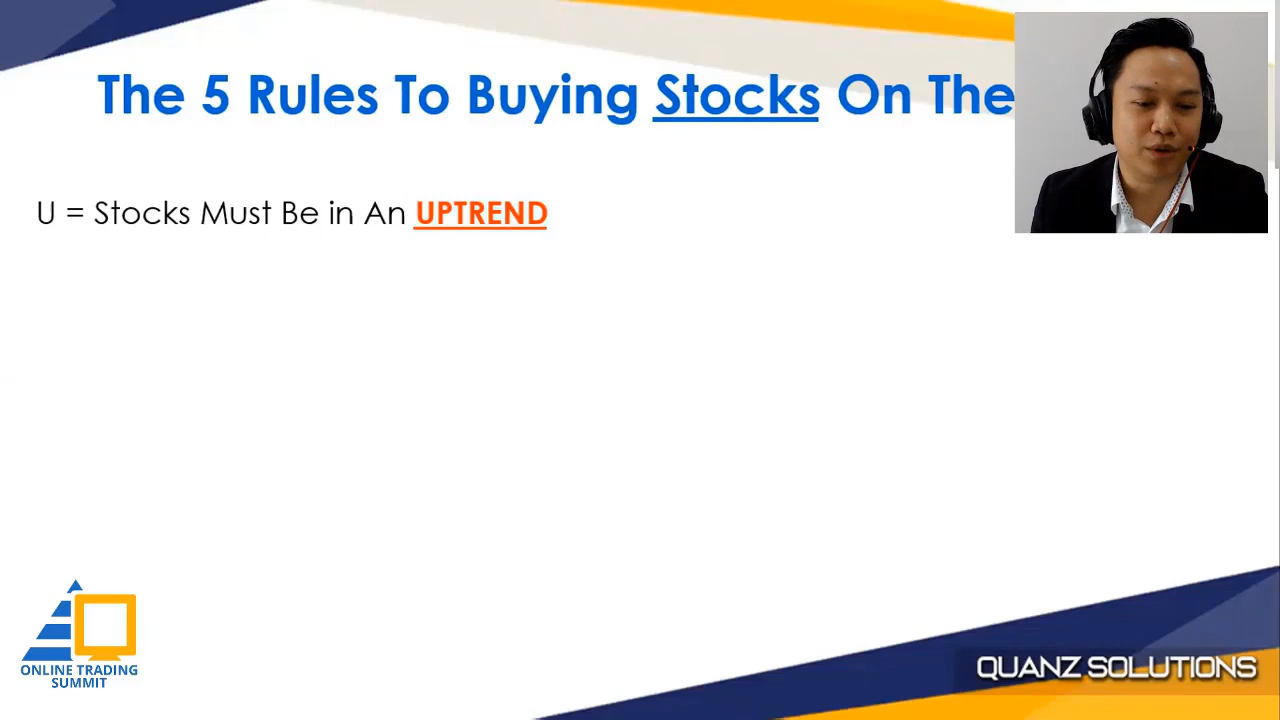 The 5 Rules To Buying Stocks On The
U = Stocks Must Be in An UPTREND
ONLINE TRADING
SUMMIT
QUANZ SOLUTIONS